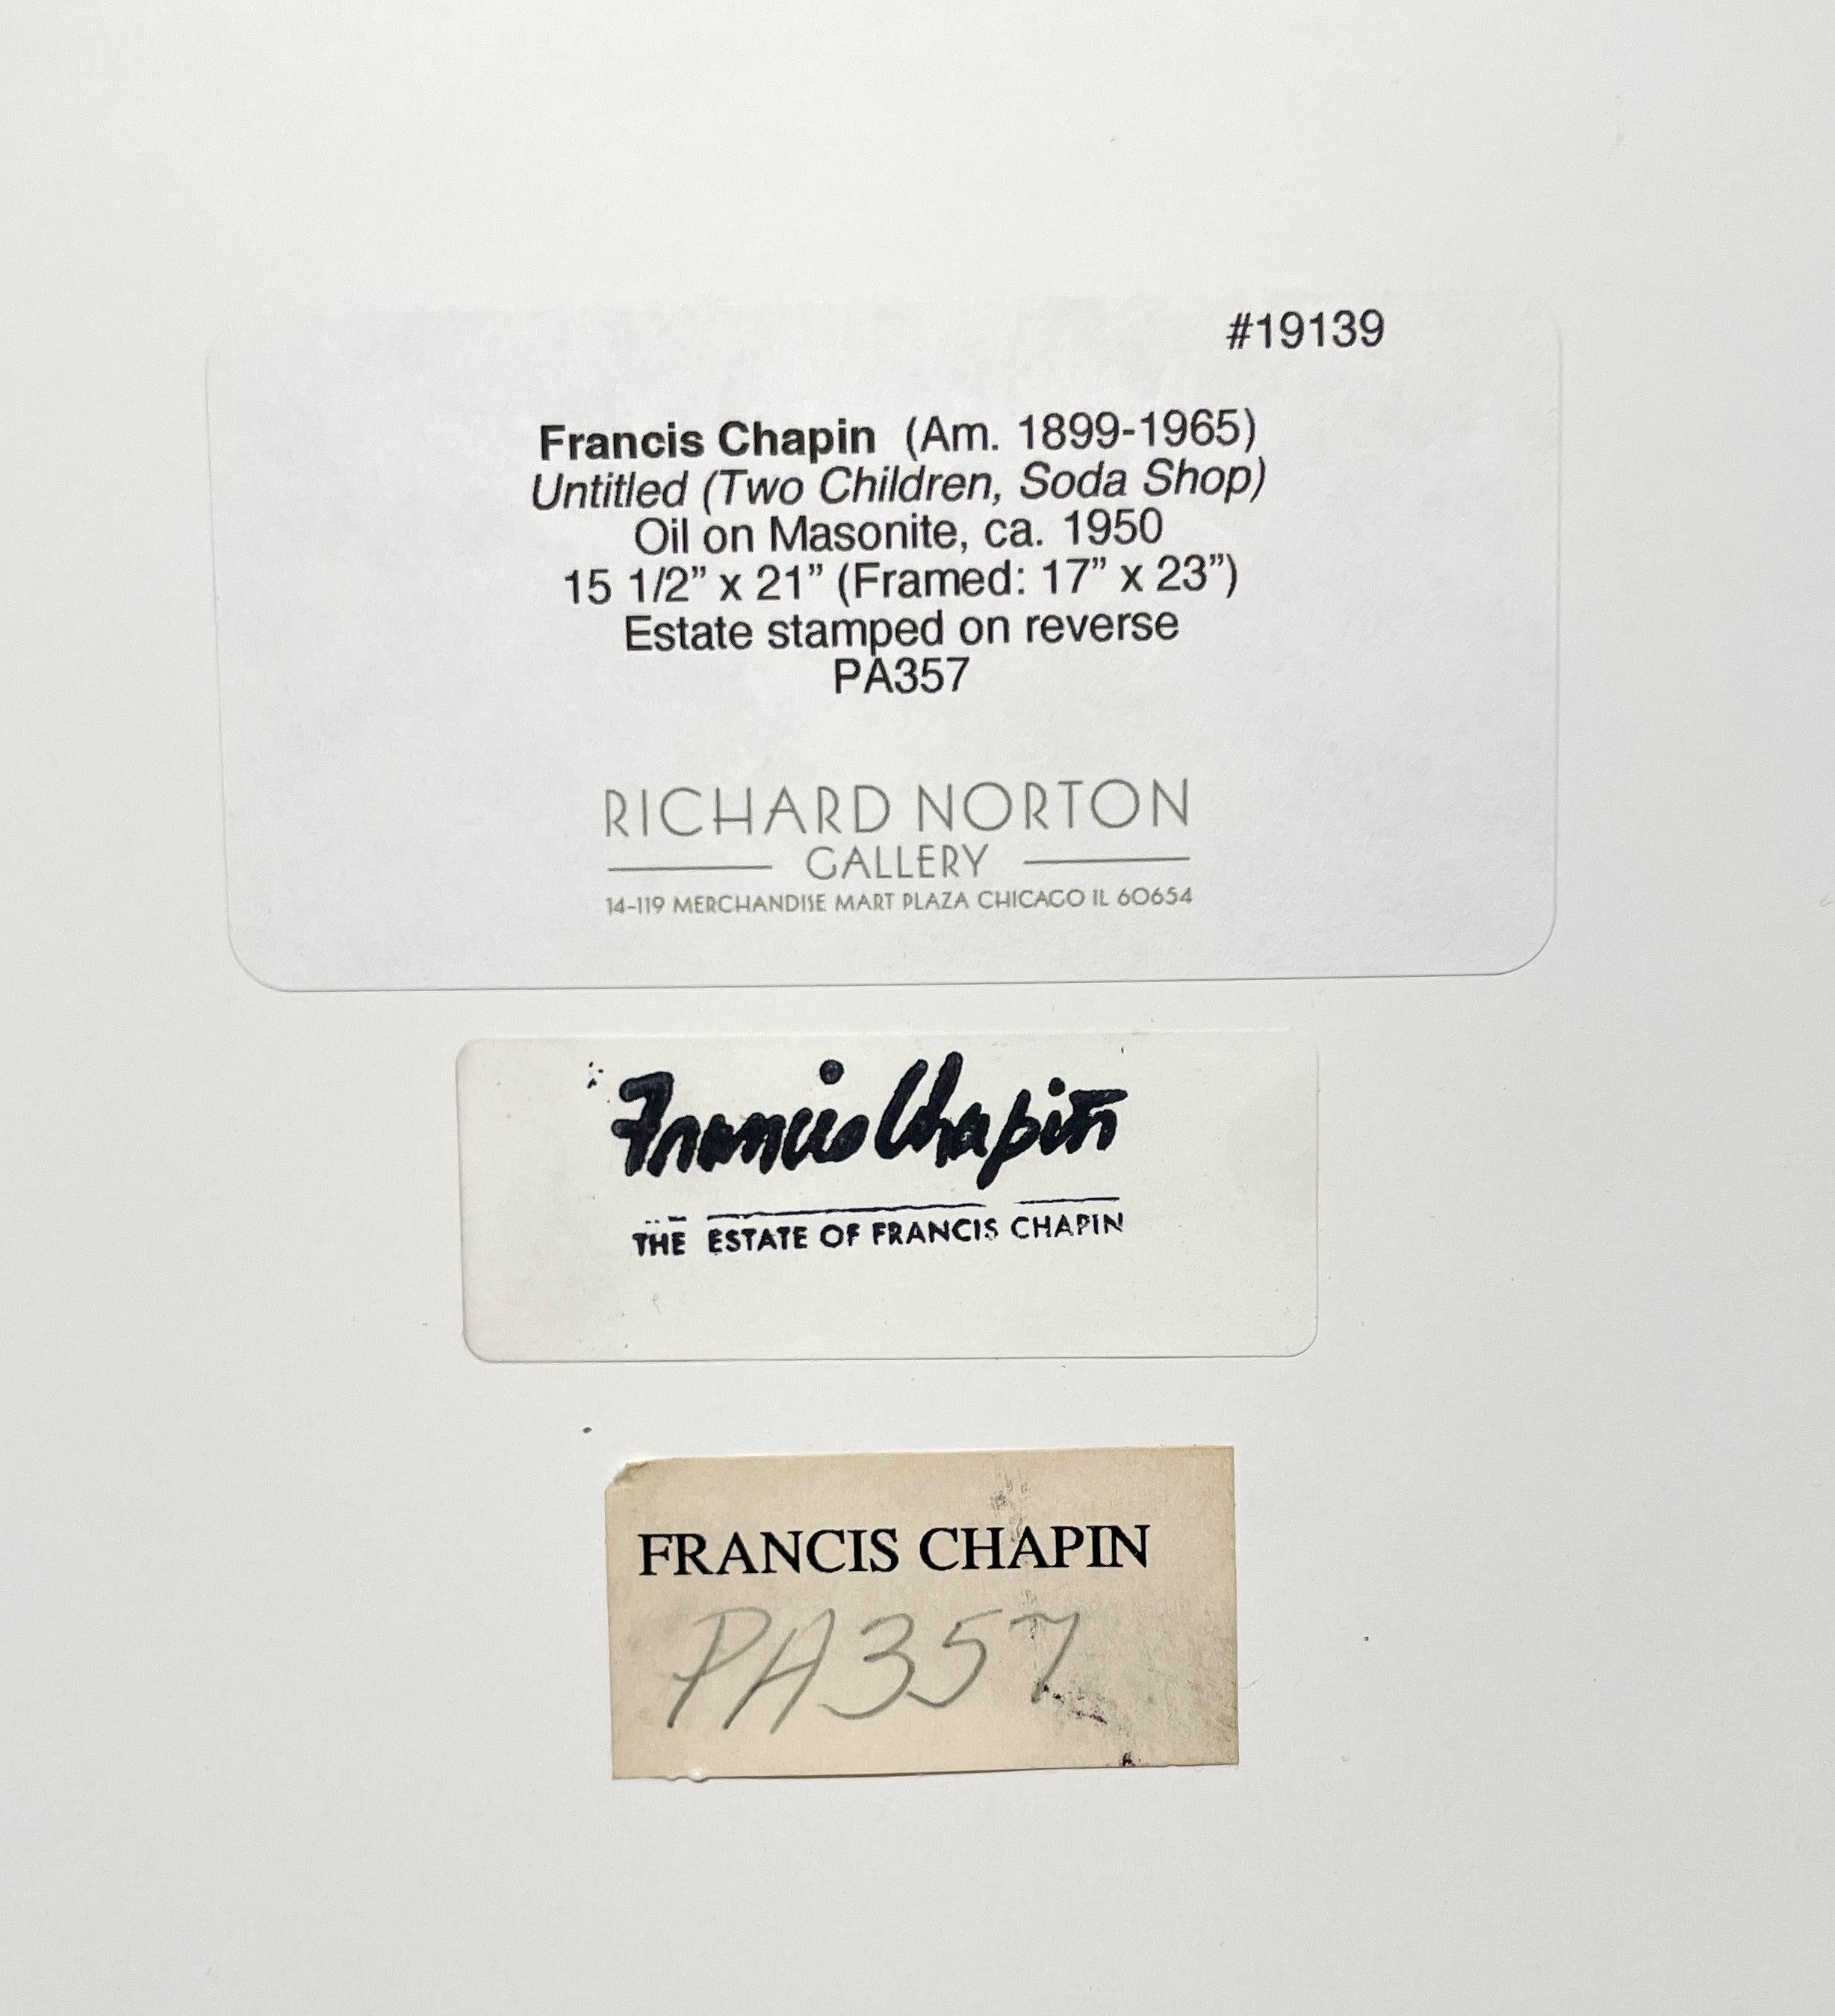 #19139
Francis Chapin (Am. 1899-1965)
Untitled (Two Children, Soda Shop)
Oil on Masonite, ca. 1950
15 1/2” x 21” (Framed: 17” x 23”)
Estate stamped on reverse
PA357
RICHARD NORTON
GALLERY
14-119 MERCHANDISE MART PLAZA CHICAGO IL 60654
Francis Chapin
THE ESTATE OF FRANCIS CHAPIN
FRANCIS CHAPIN
PA357